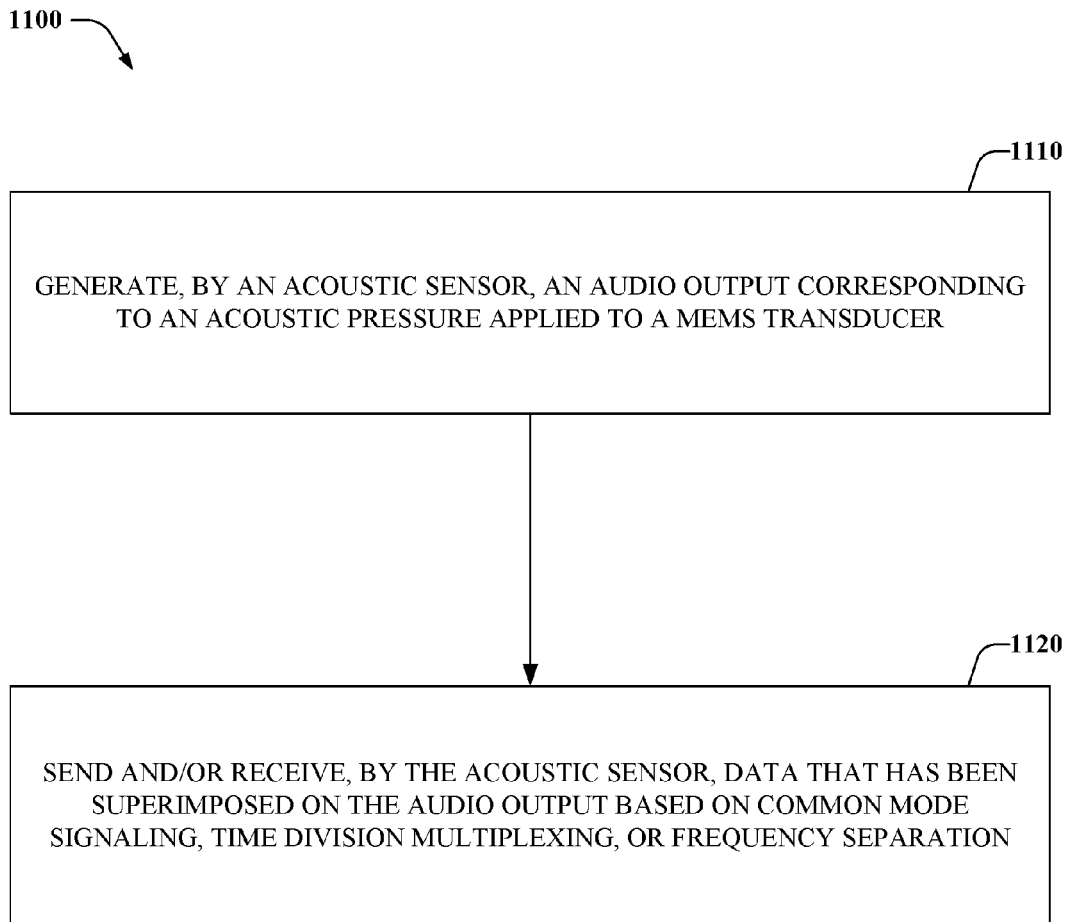 1100
1110
GENERATE, BY AN ACOUSTIC SENSOR, AN AUDIO OUTPUT CORRESPONDING
TO AN ACOUSTIC PRESSURE APPLIED TO A MEMS TRANSDUCER
1120
SEND AND/OR RECEIVE, BY THE ACOUSTIC SENSOR, DATA THAT HAS BEEN
SUPERIMPOSED ON THE AUDIO OUTPUT BASED ON COMMON MODE
SIGNALING, TIME DIVISION MULTIPLEXING, OR FREQUENCY SEPARATION